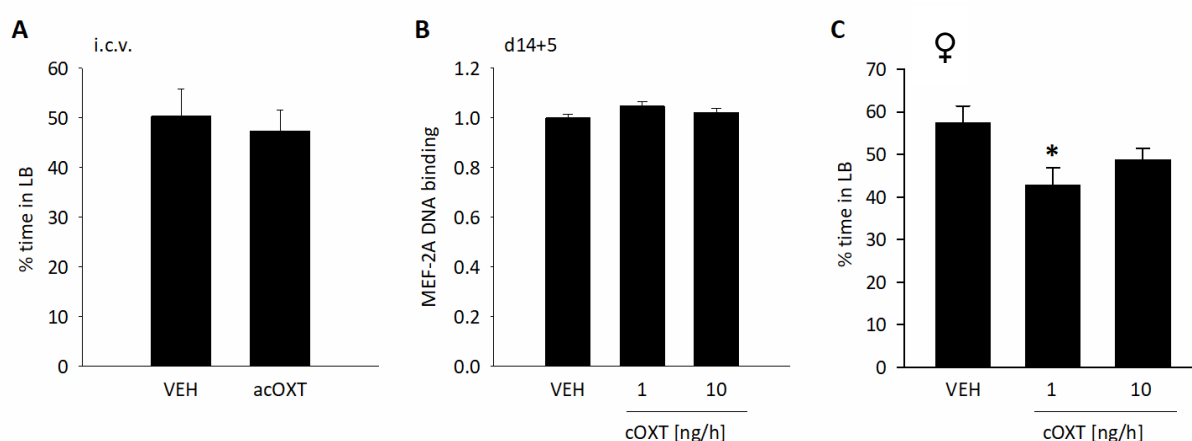 A
i.c.v.
% time in LB
60
50
40
30
20
10
0
VEH
acOXT
B
d14+5
MEF-2A DNA binding
1.2
1.0
0.8
0.6
0.4
0.2
0.0
VEH
1
10
cOXT [ng/h]
C
♀
% time in LB
70
60
50
40
30
20
10
0
*
VEH
1
10
cOXT [ng/h]